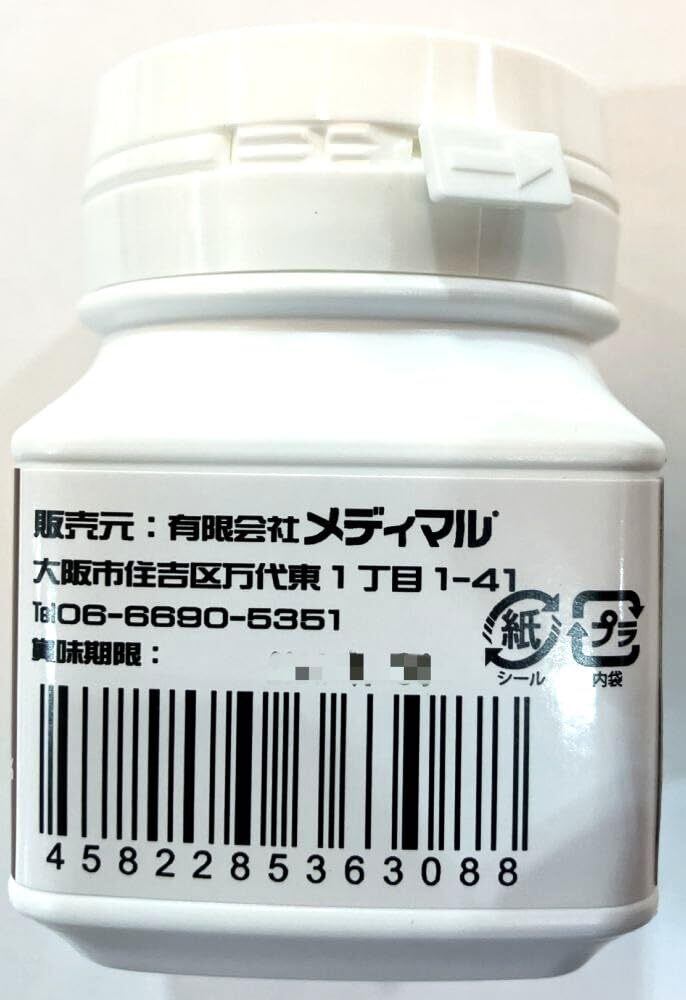 販売元：有限会社メディマル
大阪市住吉区万代東1丁目1-41
Tel06-6690-5351
賞味期限：
紙
シール
プラ
内袋
4582285363088